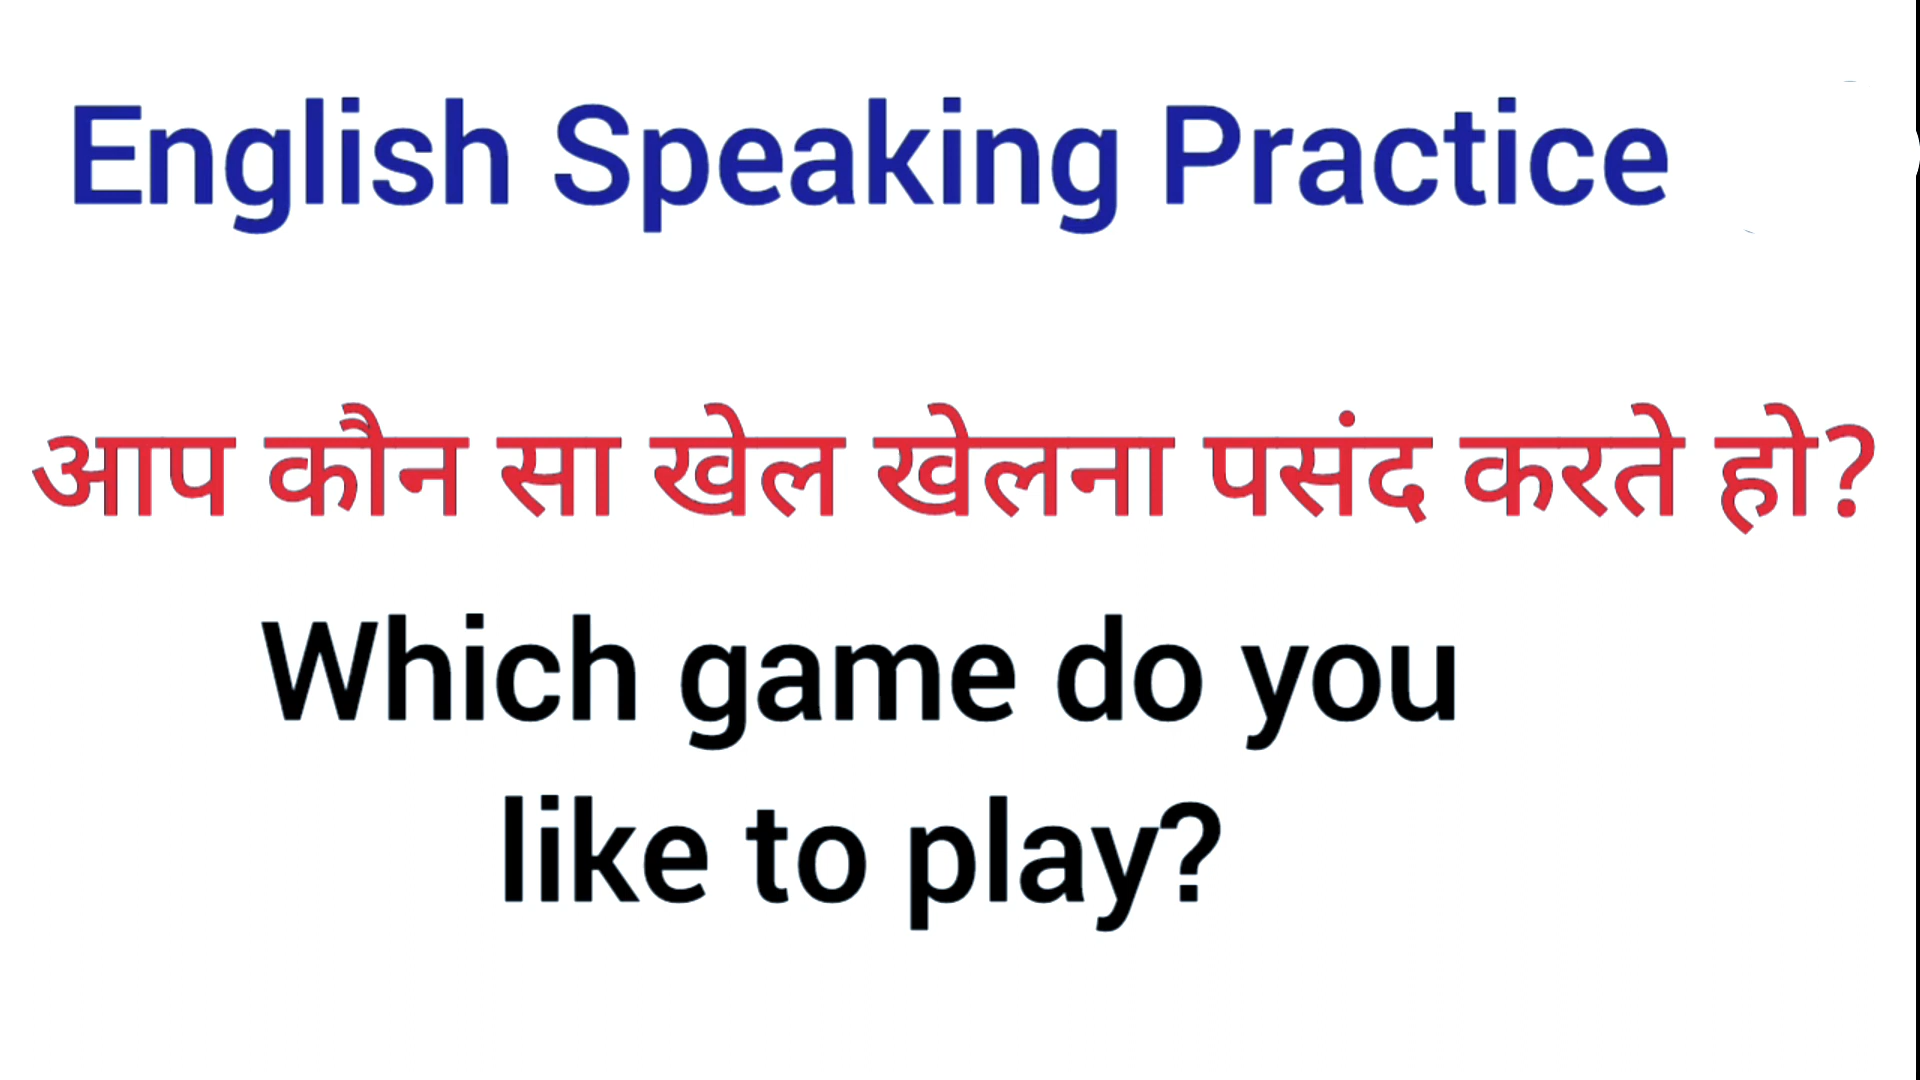 English Speaking Practice
आप कौन सा खेल खेलना पसंद करते हो?
Which game do you
like to play?